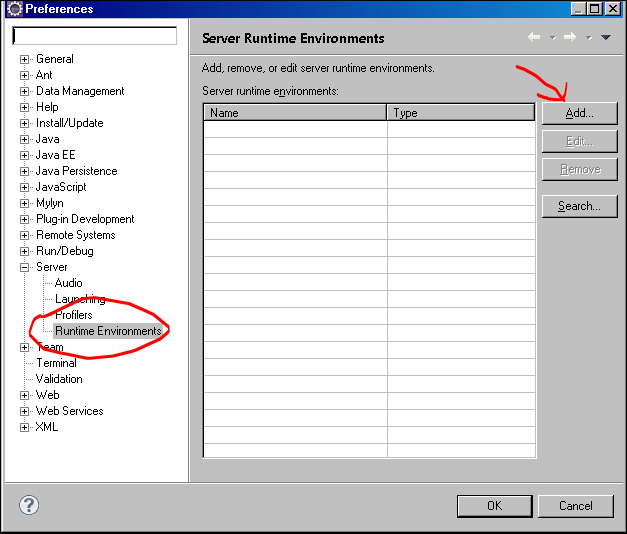 Preferences
Server Runtime Environments
Add, remove, or edit server runtime environments.
Server runtime environments:
Name Type
Add...
Edit...
Remove
Search...
General
Ant
Data Management
Help
Install/Update
Java
Java EE
Java Persistence
JavaScript
Mylyn
Plug-in Development
Remote Systems
Run/Debug
Server
Audio
Launching
Profilers
Runtime Environments
Team
Terminal
Validation
Web
Web Services
XML
OK Cancel